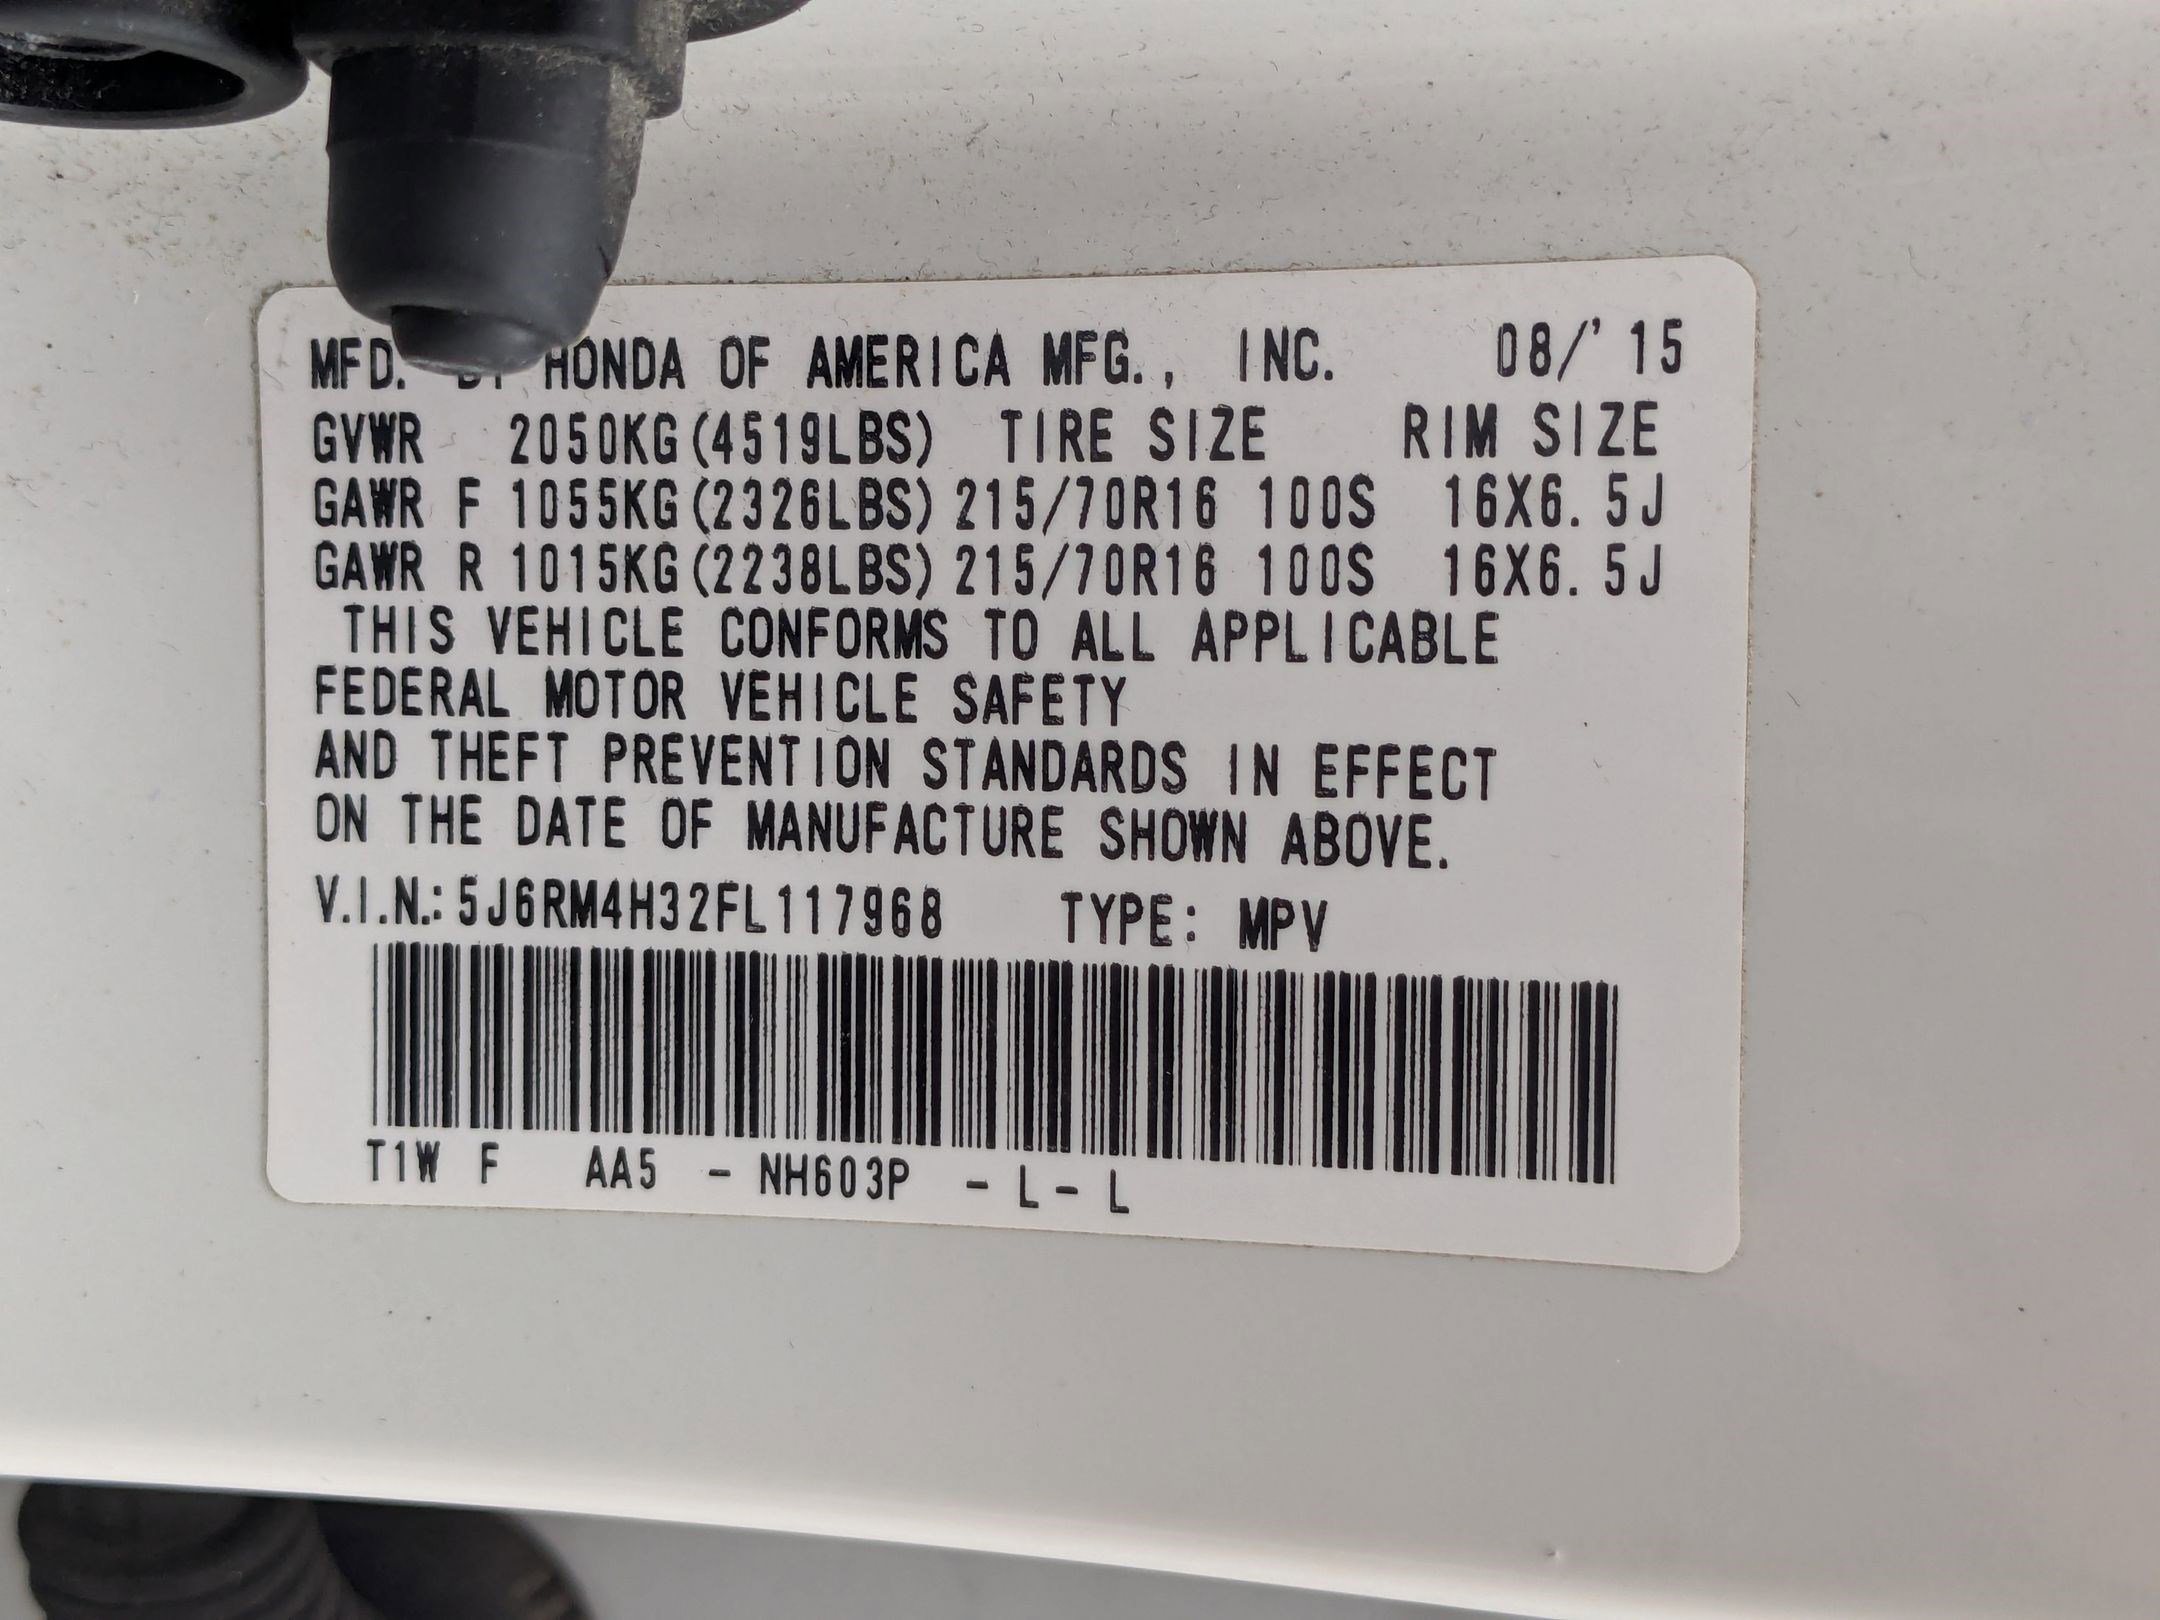 MFD. BY HONDA OF AMERICA MFG., INC. 08/'15
GVWR 2050KG(4519LBS) TIRE SIZE RIM SIZE
GAWR F 1055KG(2326LBS) 215/70R16 100S 16X6.5J
GAWR R 1015KG(2238LBS) 215/70R16 100S 16X6.5J
THIS VEHICLE CONFORMS TO ALL APPLICABLE
FEDERAL MOTOR VEHICLE SAFETY
AND THEFT PREVENTION STANDARDS IN EFFECT
ON THE DATE OF MANUFACTURE SHOWN ABOVE.
V.I.N.: 5J6RM4H32FL117968 TYPE: MPV
T1W F AA5 - NH603P - L - L